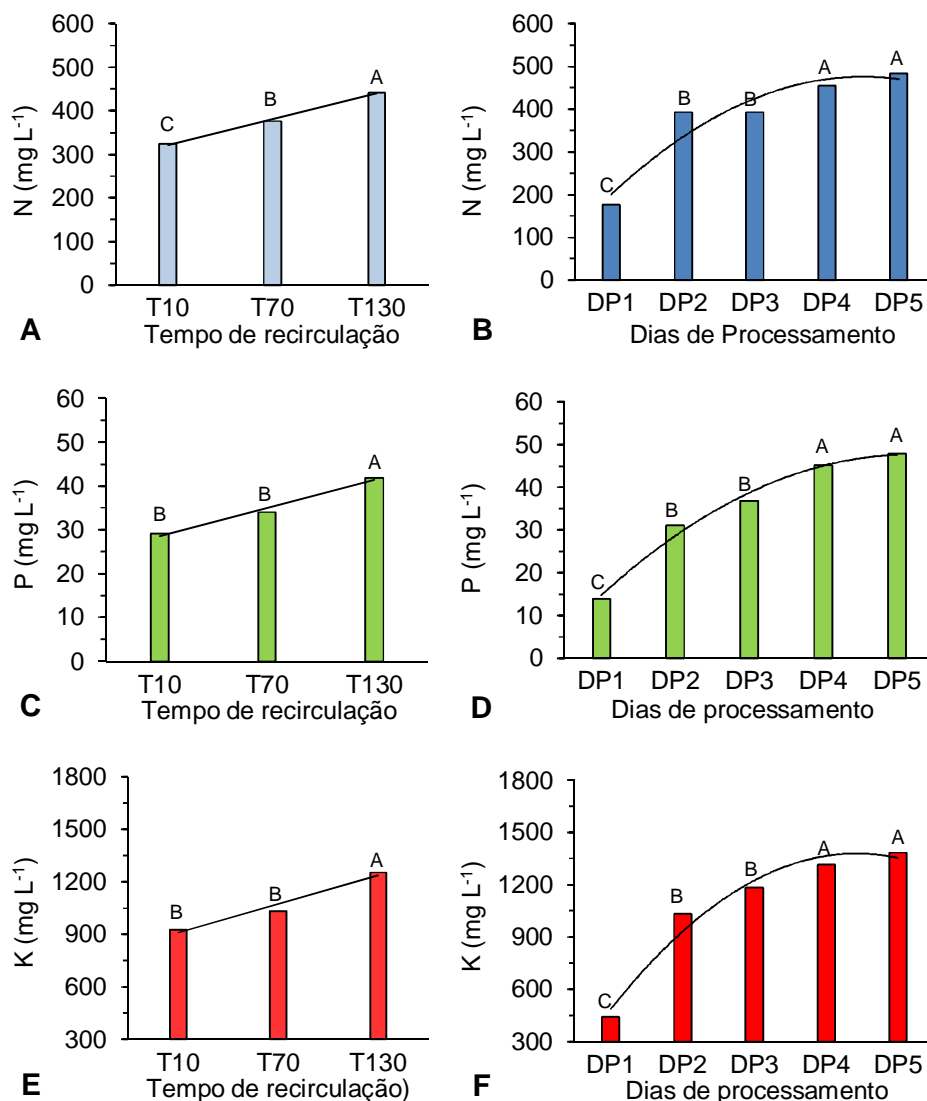 600
500
400
300
200
100
0
N (mg L-1)
C
B
A
T10 T70 T130
Tempo de recirculação
A
600
500
400
300
200
100
0
N (mg L-1)
C
B
B
A
A
DP1 DP2 DP3 DP4 DP5
Dias de Processamento
B
60
50
40
30
20
10
0
P (mg L-1)
B
B
A
T10 T70 T130
Tempo de recirculação
C
60
50
40
30
20
10
0
P (mg L-1)
C
B
B
A
A
DP1 DP2 DP3 DP4 DP5
Dias de processamento
D
1800
1500
1200
900
600
300
K (mg L-1)
B
B
A
T10 T70 T130
Tempo de recirculação)
E
1800
1500
1200
900
600
300
K (mg L-1)
C
B
B
A
A
DP1 DP2 DP3 DP4 DP5
Dias de processamento
F